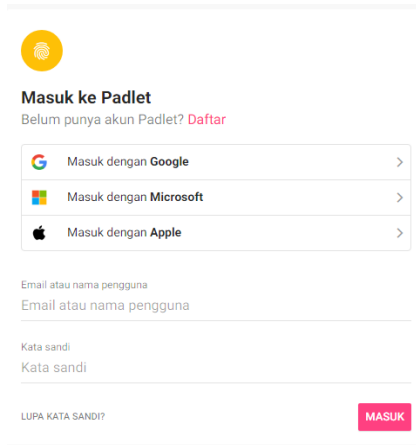 Masuk ke Padlet
Belum punya akun Padlet? Daftar
Masuk dengan Google
Masuk dengan Microsoft
Masuk dengan Apple
Email atau nama pengguna
Email atau nama pengguna
Kata sandi
Kata sandi
LUPA KATA SANDI?
MASUK